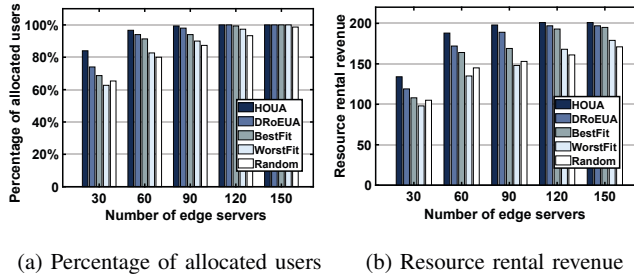 100%
80%
60%
40%
20%
0
Percentage of allocated users
HOUA
DRoEUA
BestFit
WorstFit
Random
30 60 90 120 150
Number of edge servers
(a) Percentage of allocated users
200
150
100
50
0
Resource rental revenue
HOUA
DRoEUA
BestFit
WorstFit
Random
30 60 90 120 150
Number of edge servers
(b) Resource rental revenue